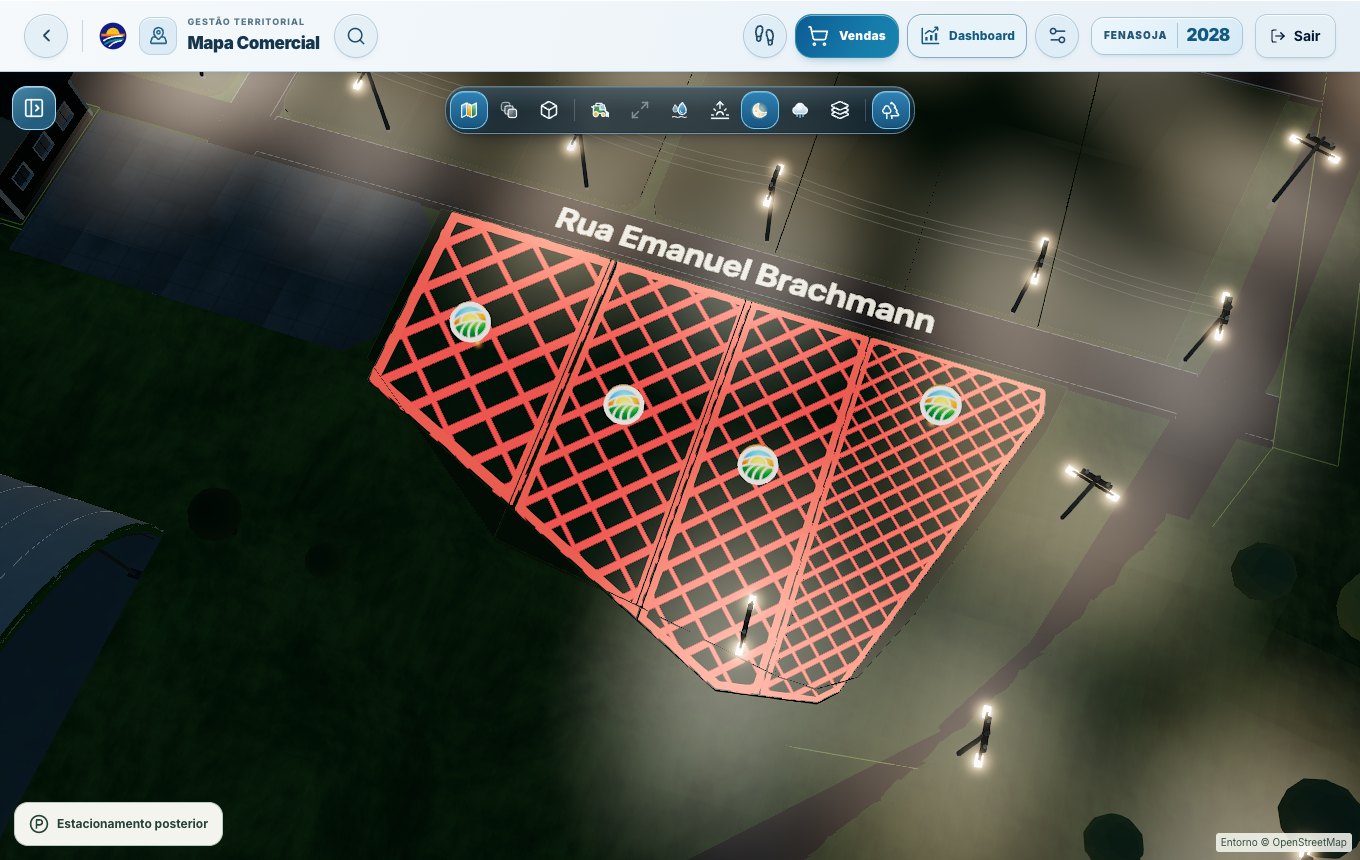 GESTÃO TERRITORIAL
Mapa Comercial
Vendas
Dashboard
FENASOJA 2028
Sair
Rua Emanuel Brachmann
P Estacionamento posterior
Entorno © OpenStreetMap